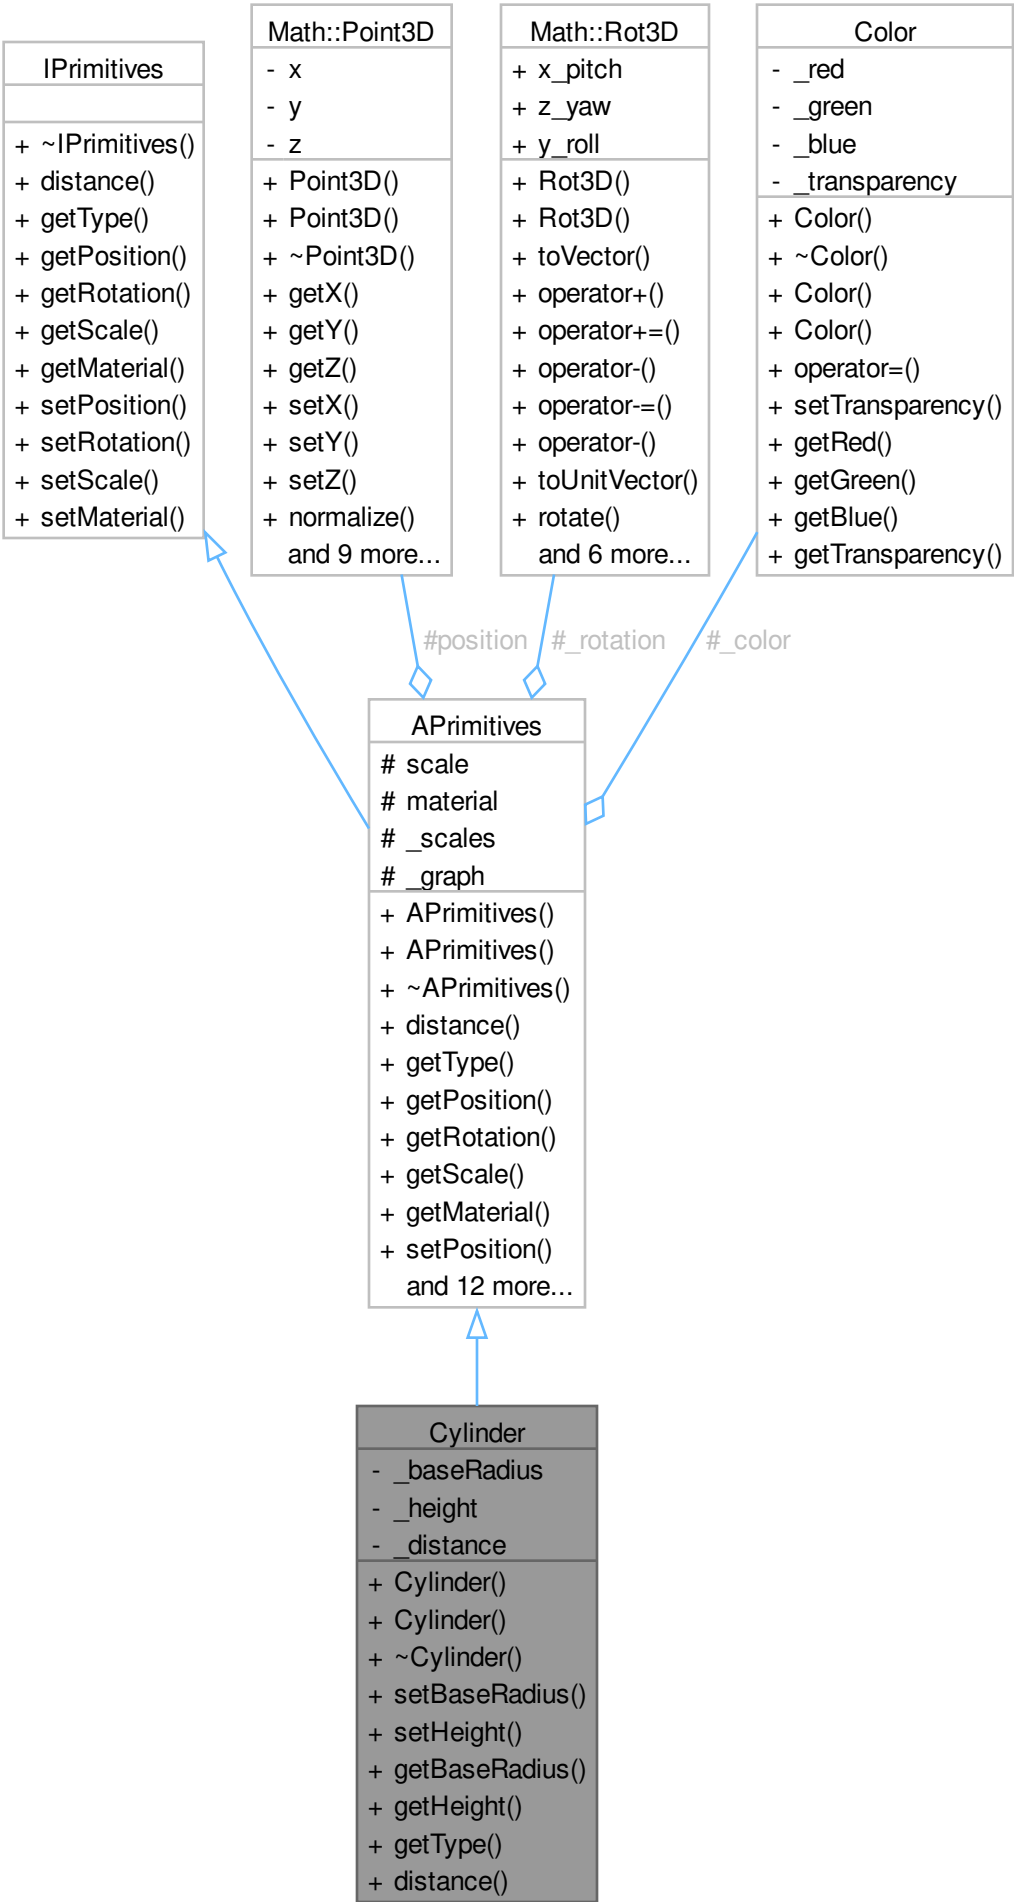 IPrimitives
+ ~IPrimitives()
+ distance()
+ getType()
+ getPosition()
+ getRotation()
+ getScale()
+ getMaterial()
+ setPosition()
+ setRotation()
+ setScale()
+ setMaterial()
Math::Point3D
- x
- y
- z
+ Point3D()
+ Point3D()
+ ~Point3D()
+ getX()
+ getY()
+ getZ()
+ setX()
+ setY()
+ setZ()
+ normalize()
and 9 more...
Math::Rot3D
+ x_pitch
+ z_yaw
+ y_roll
+ Rot3D()
+ Rot3D()
+ toVector()
+ operator+()
+ operator+=()
+ operator-()
+ operator-=()
+ operator-()
+ toUnitVector()
+ rotate()
and 6 more...
Color
- _red
- _green
- _blue
- _transparency
+ Color()
+ ~Color()
+ Color()
+ Color()
+ operator=()
+ setTransparency()
+ getRed()
+ getGreen()
+ getBlue()
+ getTransparency()
#position
#_rotation
#_color
APrimitives
# scale
# material
# _scales
# _graph
+ APrimitives()
+ APrimitives()
+ ~APrimitives()
+ distance()
+ getType()
+ getPosition()
+ getRotation()
+ getScale()
+ getMaterial()
+ setPosition()
and 12 more...
Cylinder
- _baseRadius
- _height
- _distance
+ Cylinder()
+ Cylinder()
+ ~Cylinder()
+ setBaseRadius()
+ setHeight()
+ getBaseRadius()
+ getHeight()
+ getType()
+ distance()